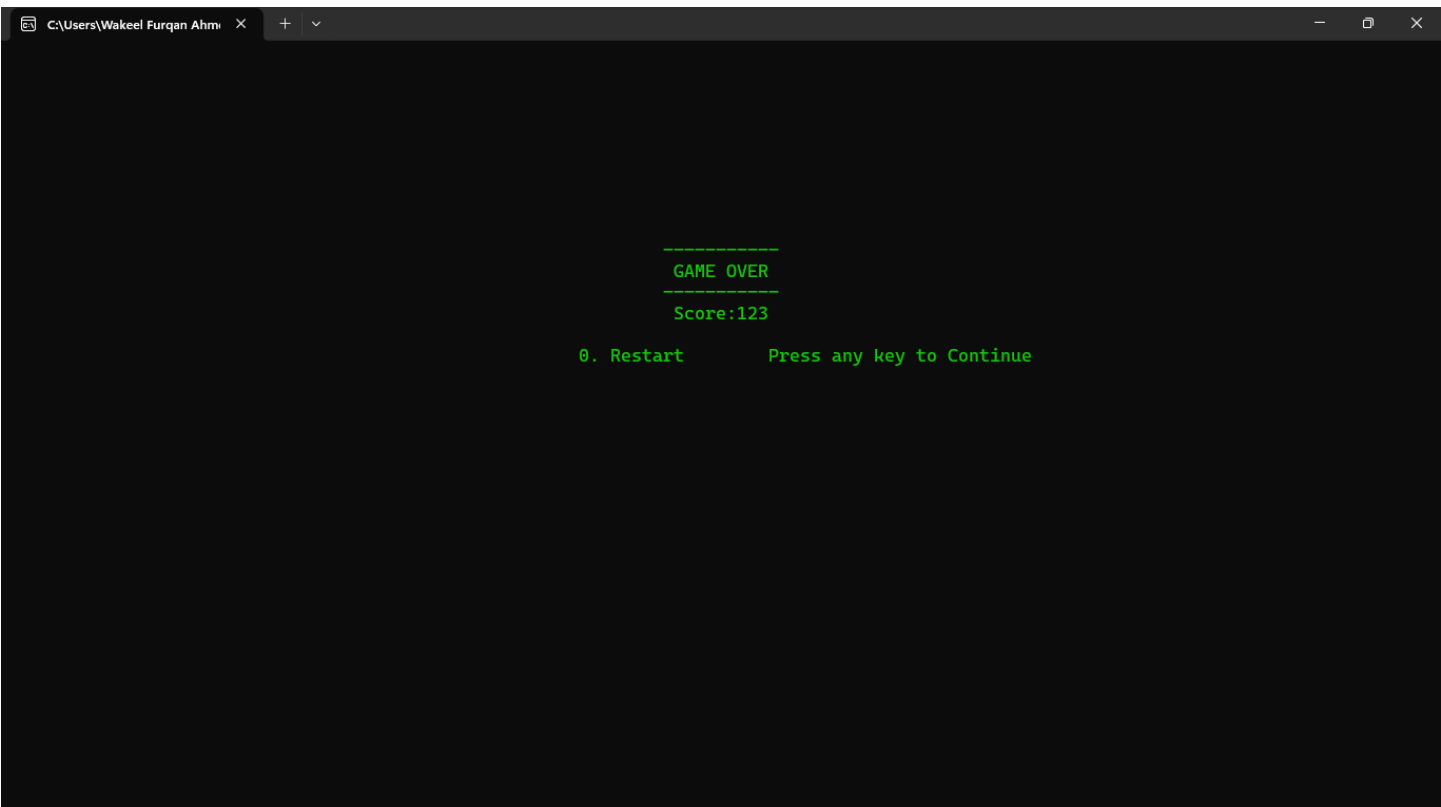 C:\Users\Wakeel Furqan Ahm
-----------
GAME OVER
-----------
Score:123
0. Restart Press any key to Continue